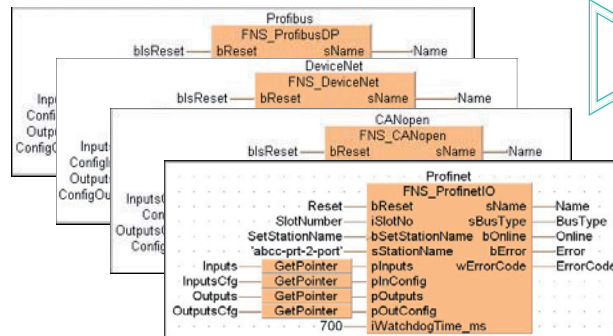 Profibus
FNS_ProfibusDP
bIsReset bReset sName Name
DeviceNet
FNS_DeviceNet
bIsReset bReset sName Name
CANopen
FNS_CANopen
bIsReset bReset sName Name
Profinet
FNS_ProfinetIO
Reset bReset sName Name
SlotNumber iSlotNo sBusType BusType
SetStationName bSetStationName bOnline Online
'abcc-prt-2-port' sStationName bError Error
Inputs GetPointer pInputs wErrorCode ErrorCode
InputsCfg GetPointer pInConfig
Outputs GetPointer pOutputs
OutputsCfg GetPointer pOutConfig
700 iWatchdogTime_ms